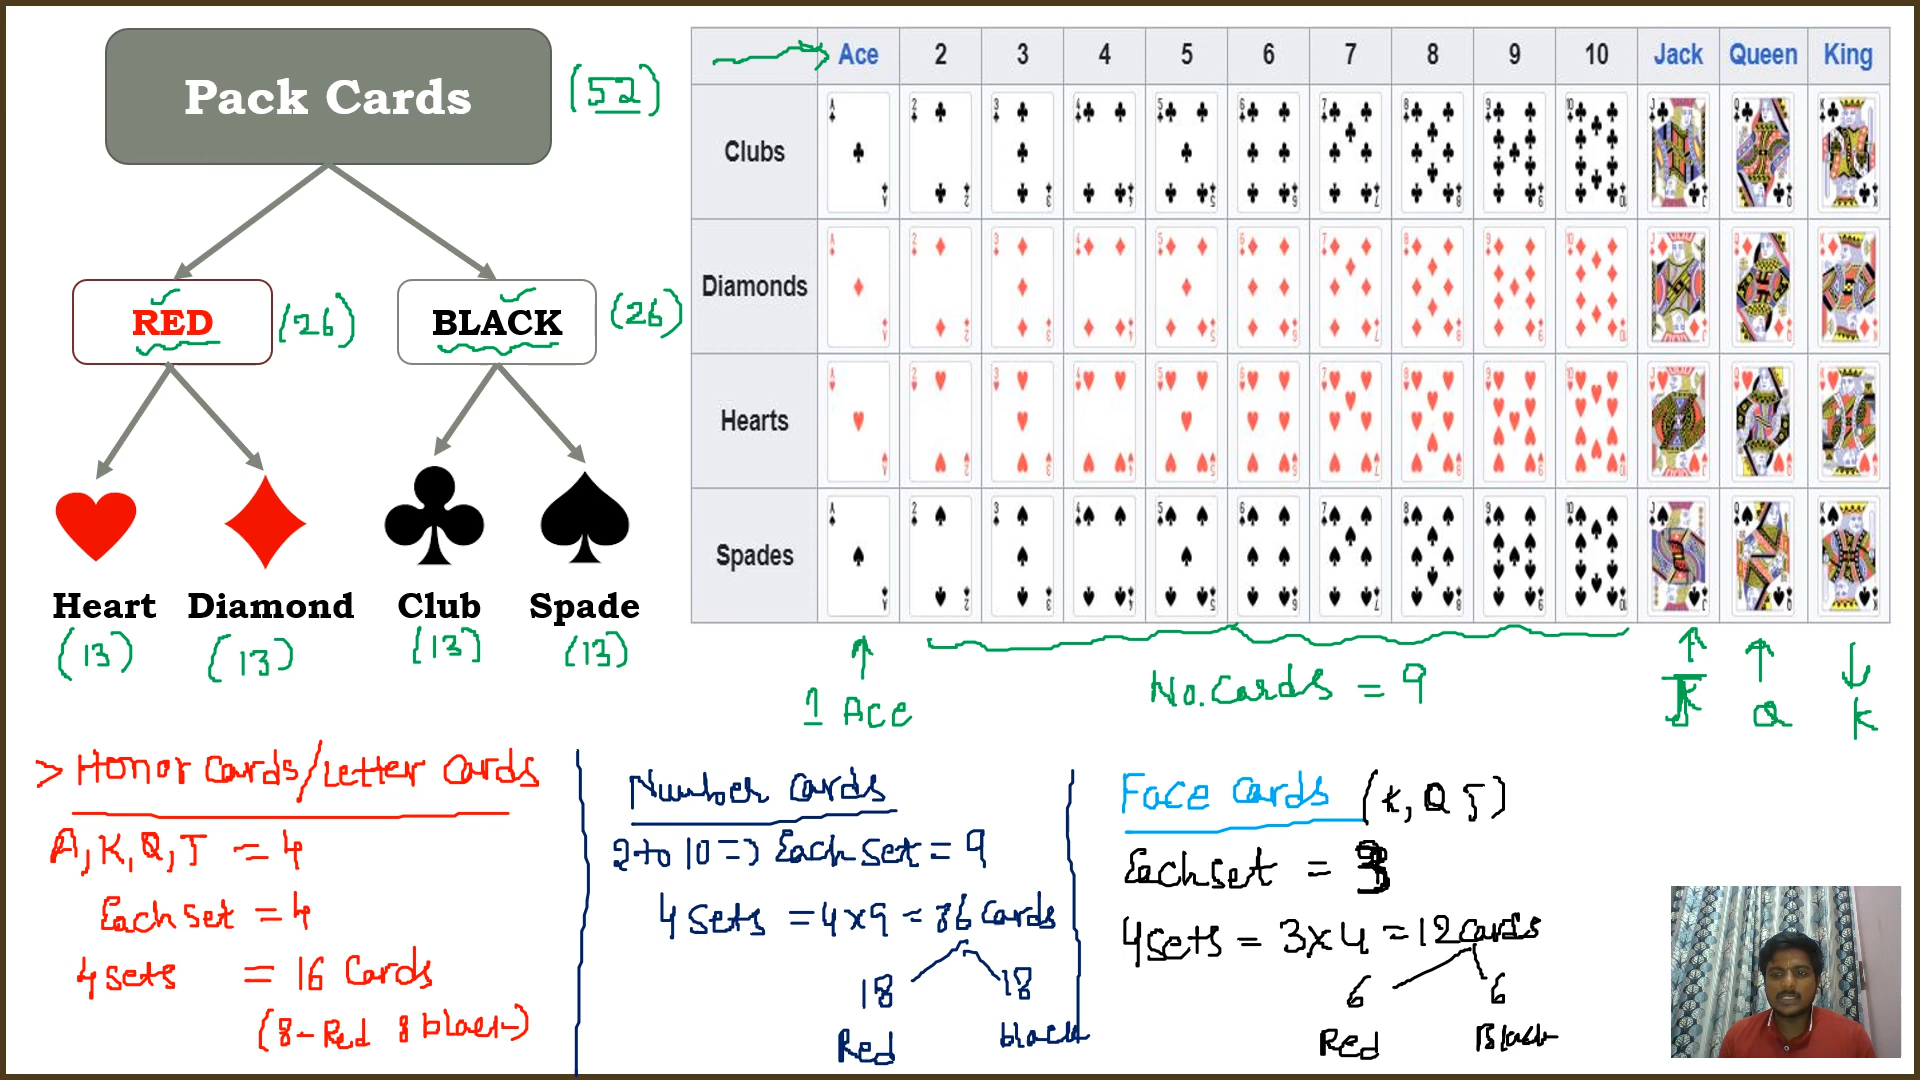 Pack Cards
(52)
RED
(26)
BLACK
(26)
Heart Diamond Club Spade
(13) (13) (13) (13)
Ace 2 3 4 5 6 7 8 9 10 Jack Queen King
Clubs
Diamonds
Hearts
Spades
1 Ace
No. Cards = 9
J
Q
K
> Honor Cards/Letter Cards
A, K, Q, J = 4
Each set = 4
4 sets = 16 Cards
(8-Red 8 black)
Number cards
2 to 10 => Each set = 9
4 sets = 4x9 = 36 Cards
18 18
Red black
Face cards (K, Q J)
Each set = 3
4 sets = 3x4 = 12 cards
6 6
Red Black